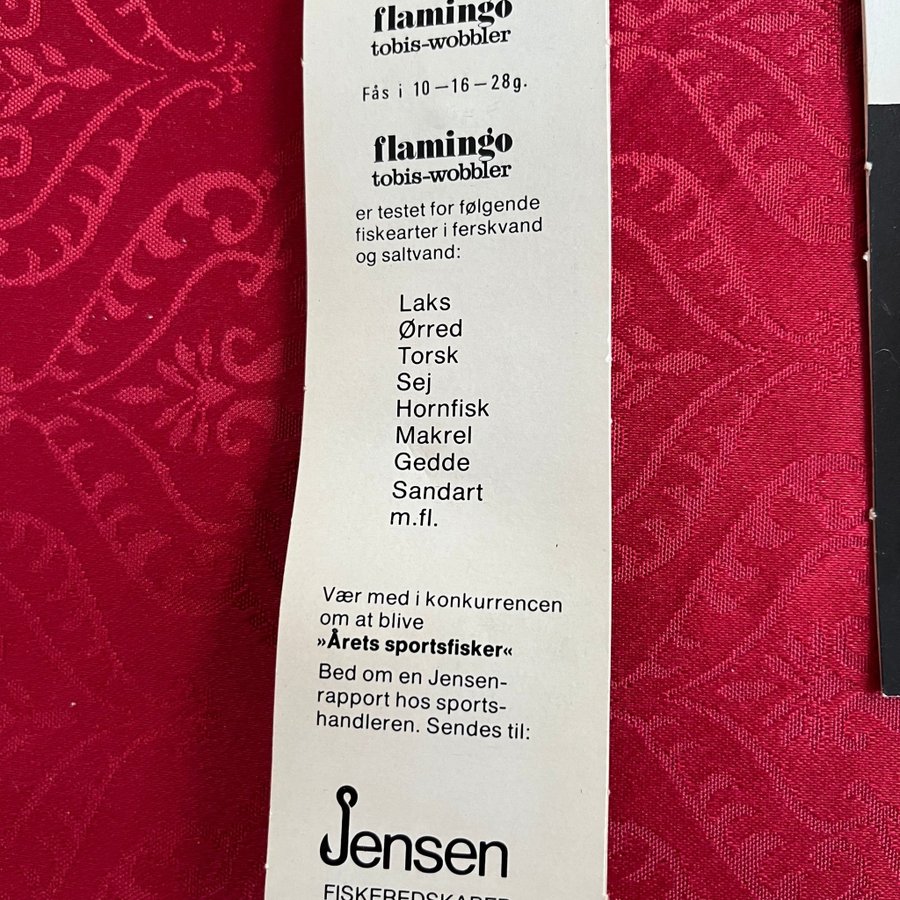 flamingo
tobis-wobbler
Fås i 10–16–28g.
flamingo
tobis-wobbler
er testet for følgende
fiskearter i ferskvand
og saltvand:
Laks
Ørred
Torsk
Sej
Hornfisk
Makrel
Gedde
Sandart
m.fl.
Vær med i konkurrencen
om at blive
»Årets sportsfisker«
Bed om en Jensen-
rapport hos sports-
handleren. Sendes til:
Jensen
FISKEREDSKABER